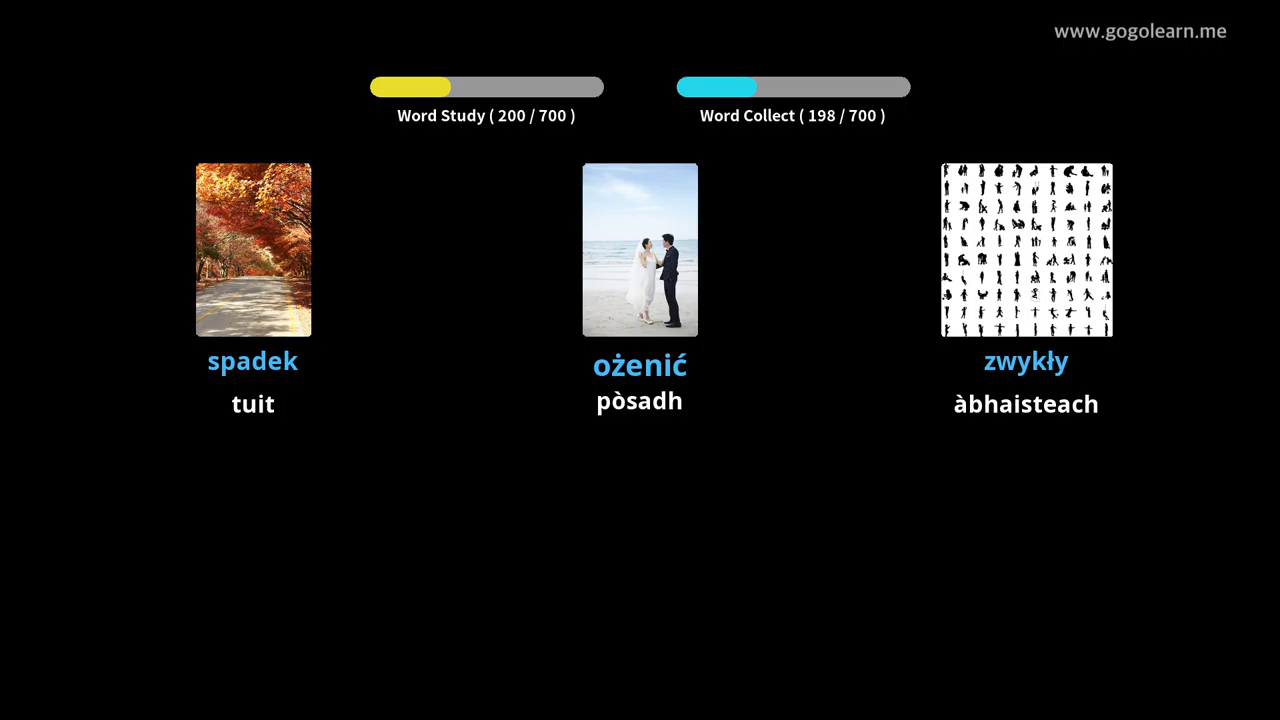 www.gogolearn.me
Word Study ( 200 / 700 )
Word Collect ( 198 / 700 )
spadek
tuit
ożenić
pòsadh
zwykły
àbhaisteach